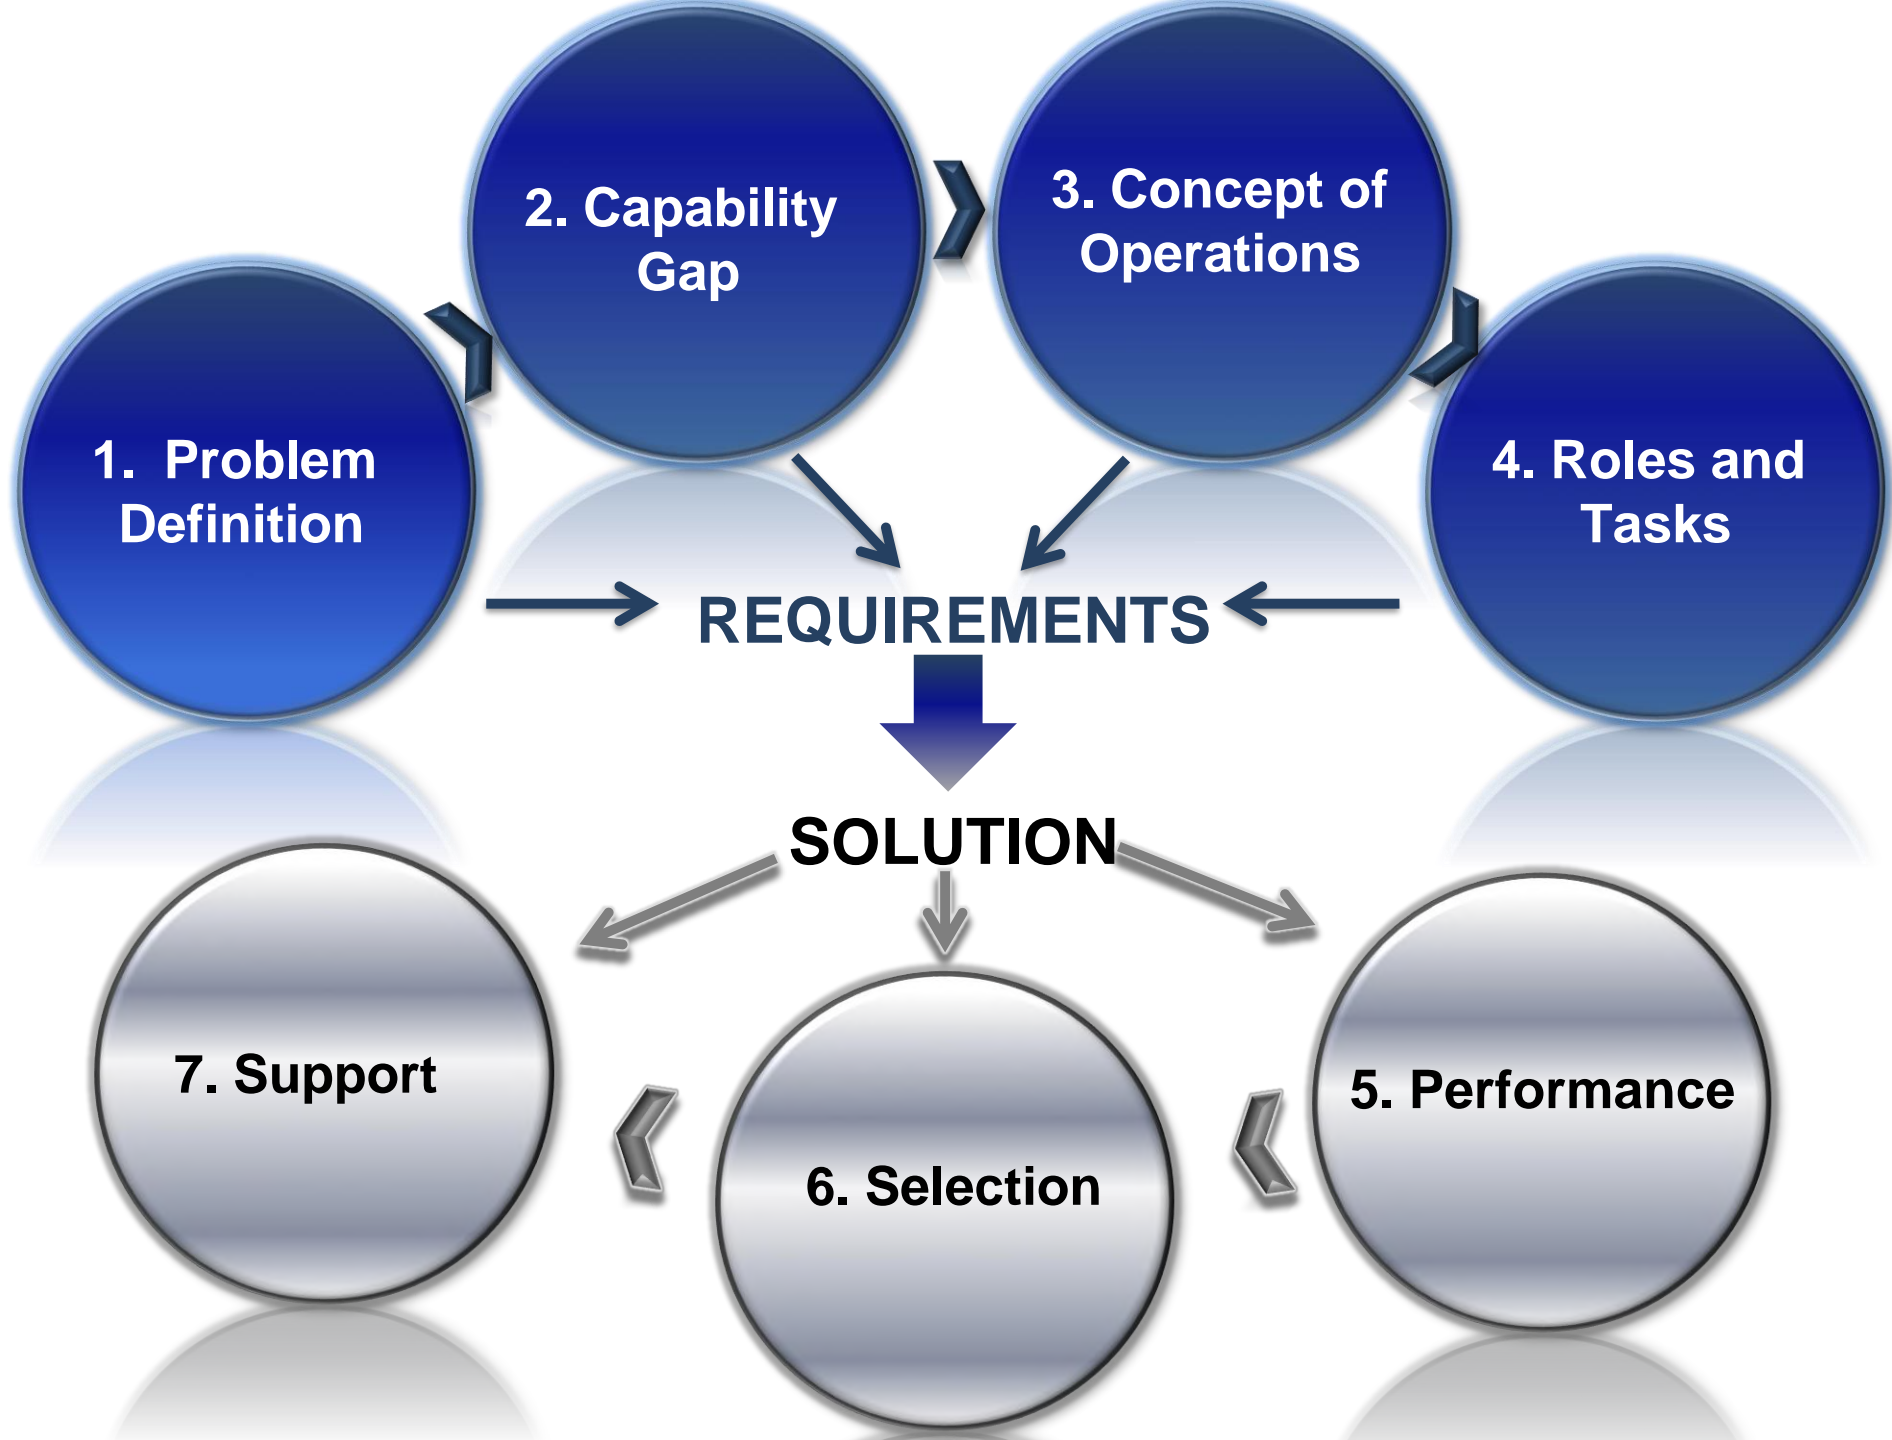 1. Problem
Definition
2. Capability
Gap
3. Concept of
Operations
4. Roles and
Tasks
REQUIREMENTS
SOLUTION
5. Performance
6. Selection
7. Support